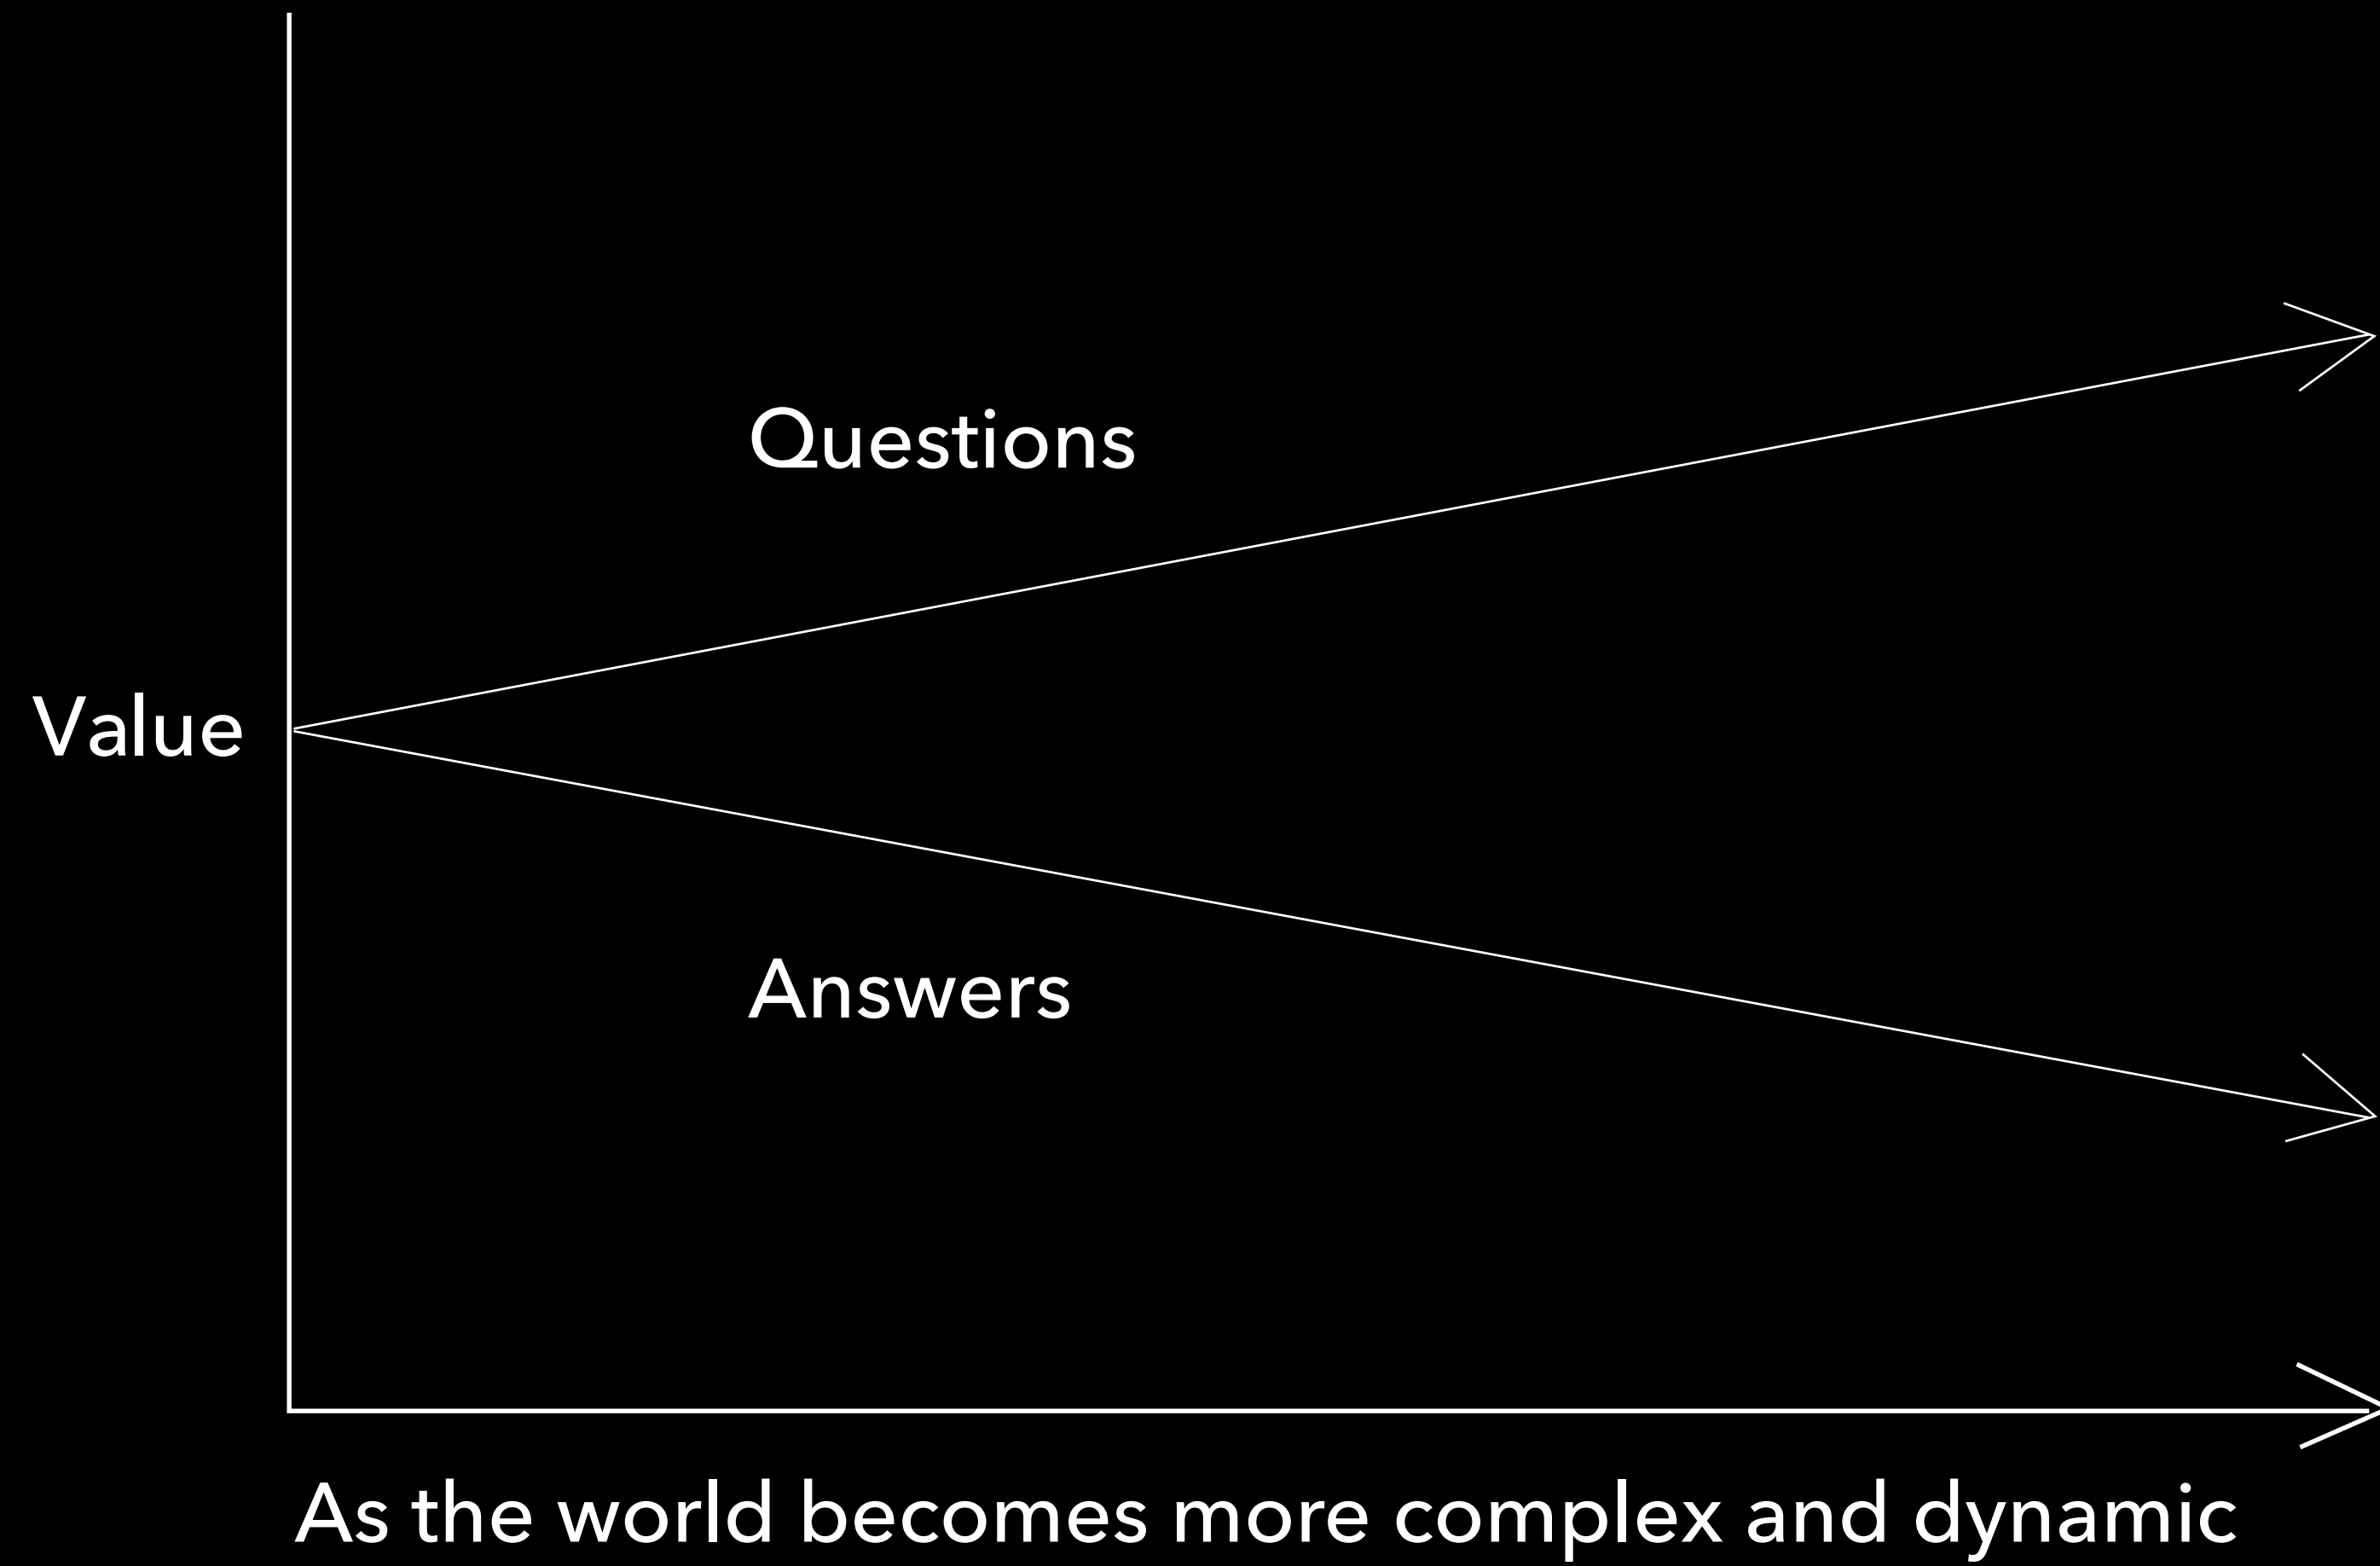 Questions
Value
Answers
As the world becomes more complex and dynamic